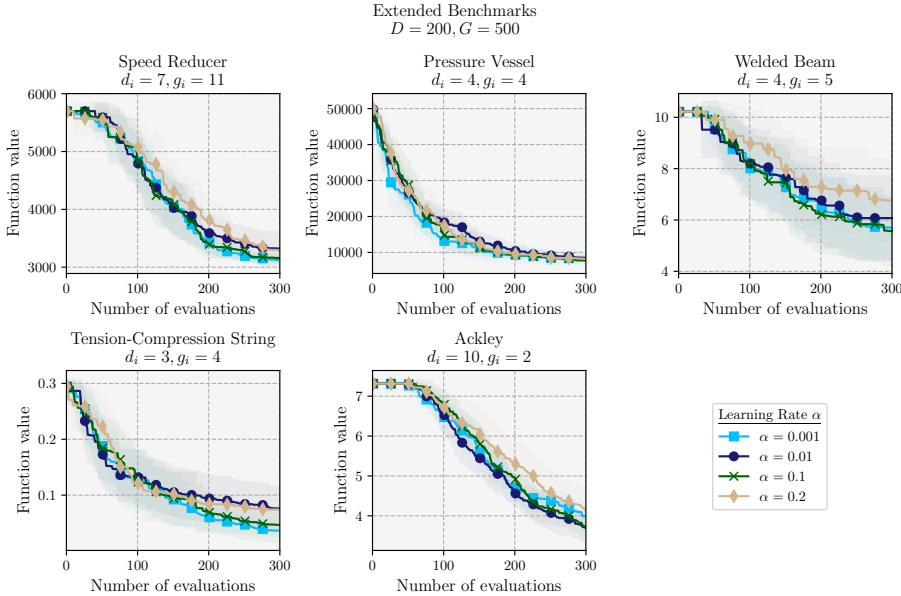 Extended Benchmarks
D = 200, G = 500
Speed Reducer
d_i = 7, g_i = 11
6000
5000
4000
3000
0
100
200
300
Function value
Number of evaluations
Pressure Vessel
d_i = 4, g_i = 4
50000
40000
30000
20000
10000
0
100
200
300
Function value
Number of evaluations
Welded Beam
d_i = 4, g_i = 5
10
8
6
4
0
100
200
300
Function value
Number of evaluations
Tension-Compression String
d_i = 3, g_i = 4
0.3
0.2
0.1
0
100
200
300
Function value
Number of evaluations
Ackley
d_i = 10, g_i = 2
7
6
5
4
0
100
200
300
Function value
Number of evaluations
Learning Rate α
α = 0.001
α = 0.01
α = 0.1
α = 0.2